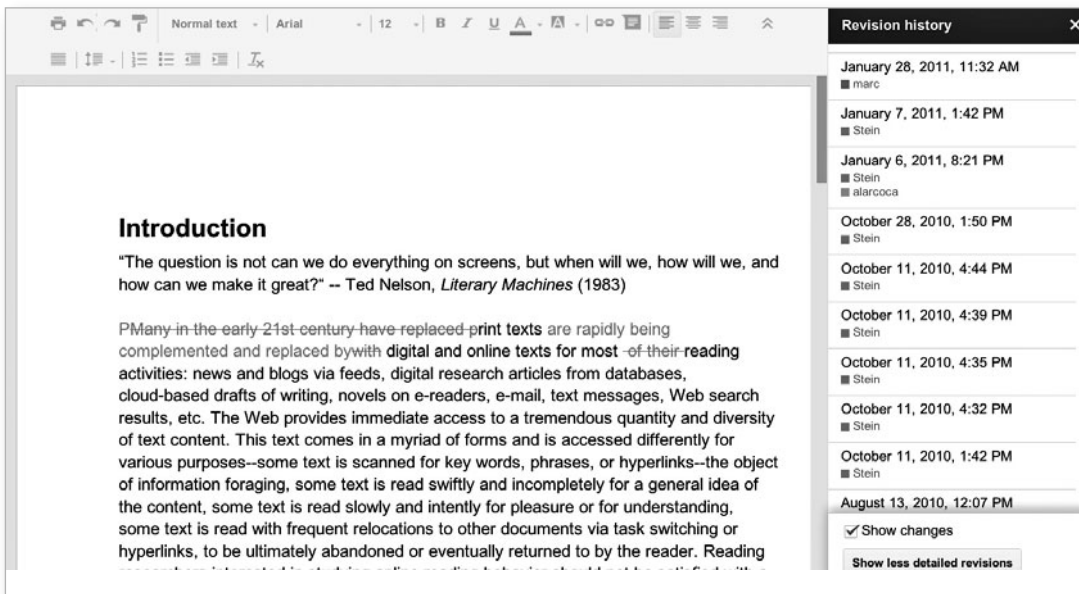 Normal text
Arial
12
B I U A A
Revision history
January 28, 2011, 11:32 AM
marc
January 7, 2011, 1:42 PM
Stein
January 6, 2011, 8:21 PM
Stein
alarcoca
October 28, 2010, 1:50 PM
Stein
October 11, 2010, 4:44 PM
Stein
October 11, 2010, 4:39 PM
Stein
October 11, 2010, 4:35 PM
Stein
October 11, 2010, 4:32 PM
Stein
October 11, 2010, 1:42 PM
Stein
August 13, 2010, 12:07 PM
Show changes
Show less detailed revisions
Introduction
“The question is not can we do everything on screens, but when will we, how will we, and
how can we make it great?" -- Ted Nelson, Literary Machines (1983)
PMany in the early 21st century have replaced print texts are rapidly being
complemented and replaced bywith digital and online texts for most of their reading
activities: news and blogs via feeds, digital research articles from databases,
cloud-based drafts of writing, novels on e-readers, e-mail, text messages, Web search
results, etc. The Web provides immediate access to a tremendous quantity and diversity
of text content. This text comes in a myriad of forms and is accessed differently for
various purposes--some text is scanned for key words, phrases, or hyperlinks--the object
of information foraging, some text is read swiftly and incompletely for a general idea of
the content, some text is read slowly and intently for pleasure or for understanding,
some text is read with frequent relocations to other documents via task switching or
hyperlinks, to be ultimately abandoned or eventually returned to by the reader. Reading